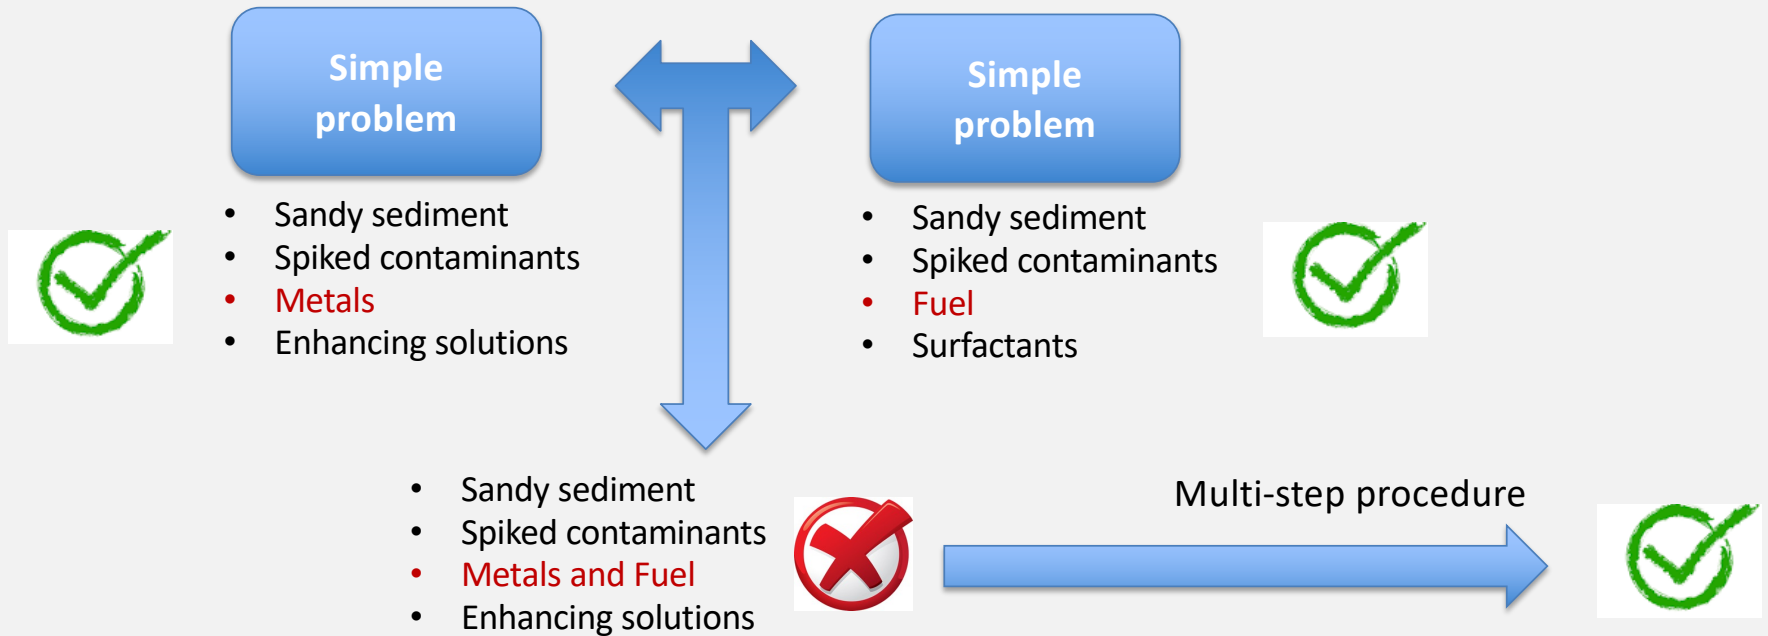 Simple
problem
• Sandy sediment
• Spiked contaminants
• Metals
• Enhancing solutions
Simple
problem
• Sandy sediment
• Spiked contaminants
• Fuel
• Surfactants
• Sandy sediment
• Spiked contaminants
• Metals and Fuel
• Enhancing solutions
Multi-step procedure